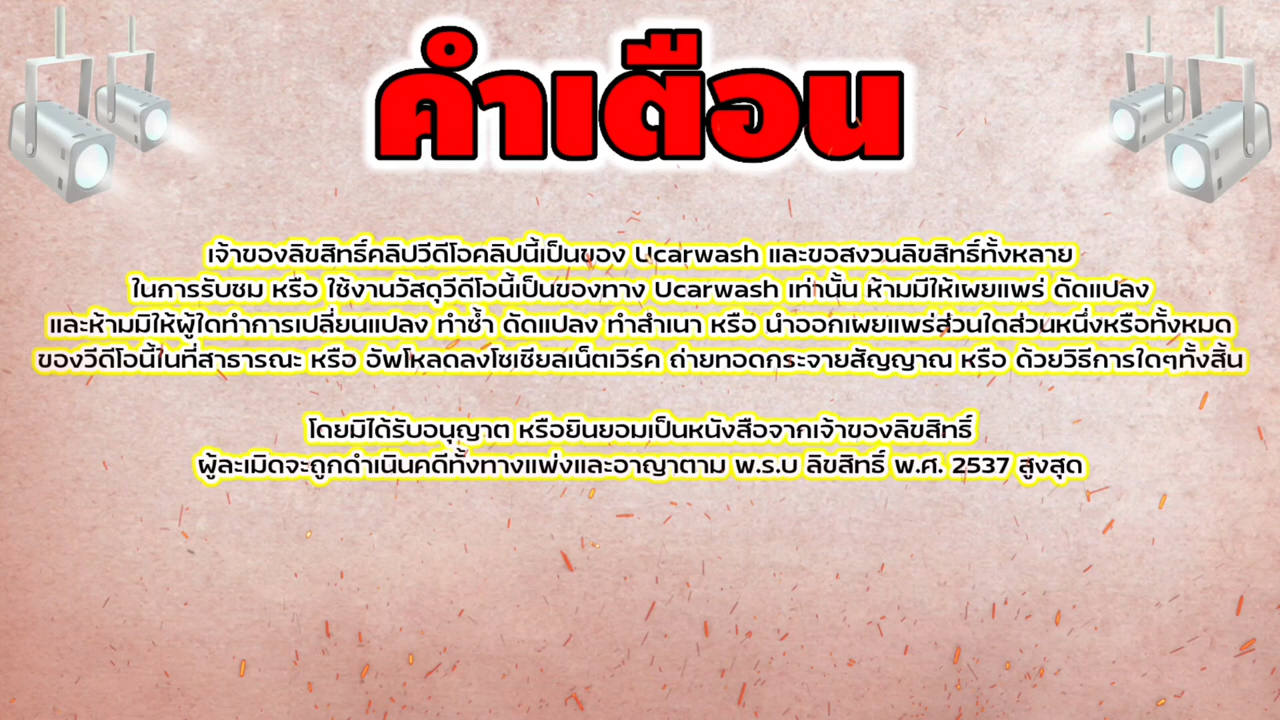 คำเตือน
เจ้าของลิขสิทธิ์คลิปวีดีโอคลิปนี้เป็นของ Ucarwash และขอสงวนลิขสิทธิ์ทั้งหลาย
ในการรับชม หรือ ใช้งานวัสดุวีดีโอนี้เป็นของทาง Ucarwash เท่านั้น ห้ามมีให้เผยแพร่ ดัดแปลง
และห้ามมิให้ผู้ใดทำการเปลี่ยนแปลง ทำซ้ำ ดัดแปลง ทำสำเนา หรือ นำออกเผยแพร่ส่วนใดส่วนหนึ่งหรือทั้งหมด
ของวีดีโอนี้ในที่สาธารณะ หรือ อัพโหลดลงโซเชียลเน็ตเวิร์ค ถ่ายทอดกระจายสัญญาณ หรือ ด้วยวิธีการใดๆทั้งสิ้น
โดยมิได้รับอนุญาต หรือยินยอมเป็นหนังสือจากเจ้าของลิขสิทธิ์
ผู้ละเมิดจะถูกดำเนินคดีทั้งทางแพ่งและอาญาตาม พ.ร.บ ลิขสิทธิ์ พ.ศ. 2537 สูงสุด